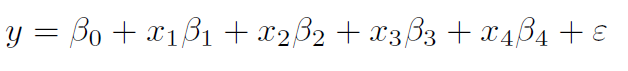 y = β₀ + x₁β₁ + x₂β₂ + x₃β₃ + x₄β₄ + ε